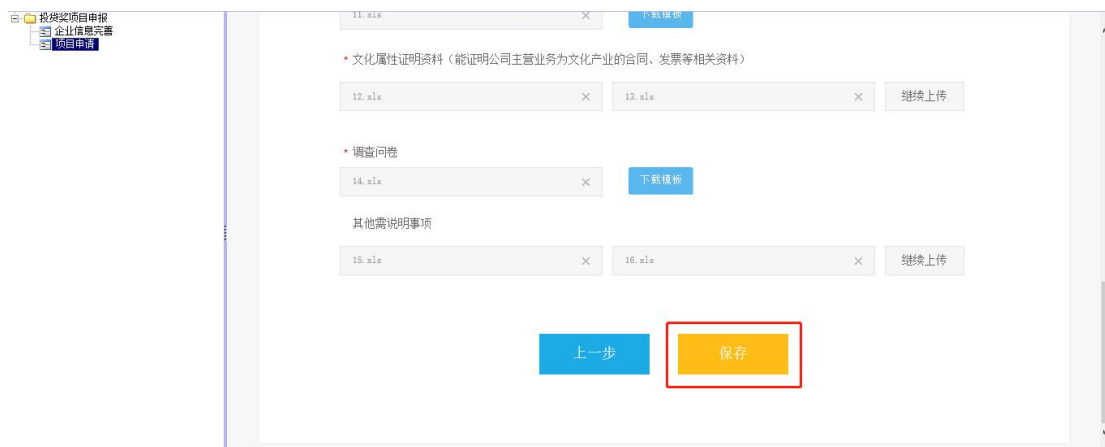 投贷奖项目申报
企业信息完善
项目申请
11.xls
下载模板
* 文化属性证明资料（能证明公司主营业务为文化产业的合同、发票等相关资料）
12.xls 13.xls 继续上传
* 调查问卷
14.xls 下载模板
其他需说明事项
15.xls 16.xls 继续上传
上一步 保存